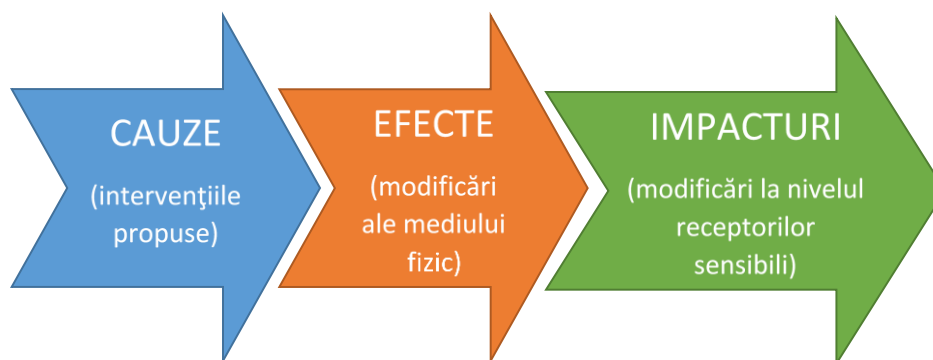 CAUZE
(intervenţiile
propuse)
EFECTE
(modificări
ale mediului
fizic)
IMPACTURI
(modificări la nivelul
receptorilor
sensibili)